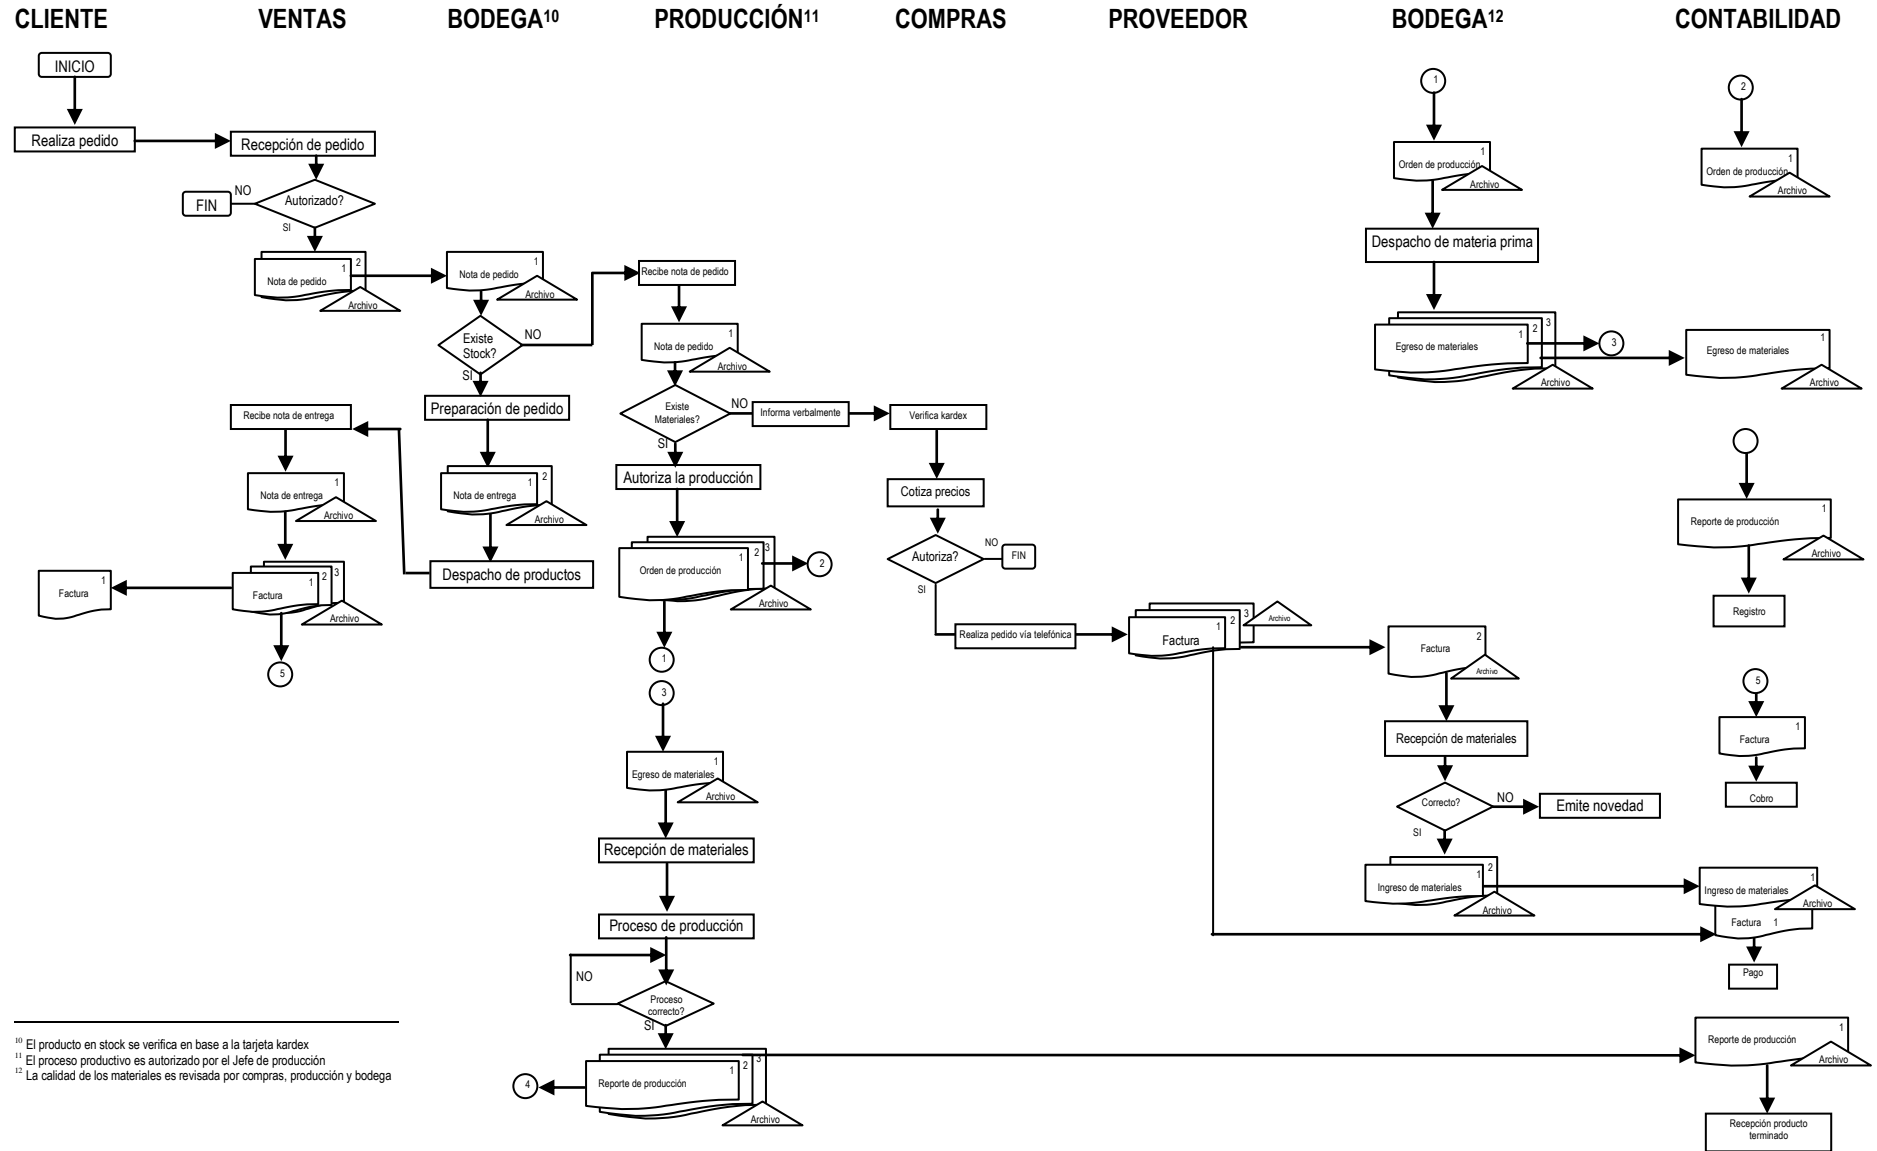 CLIENTE
VENTAS
BODEGA¹⁰
PRODUCCIÓN¹¹
COMPRAS
PROVEEDOR
BODEGA¹²
CONTABILIDAD
INICIO
Realiza pedido
Factura
1
Recepción de pedido
Autorizado?
NO
FIN
SI
Nota de pedido
1
2
Archivo
Recibe nota de entrega
Nota de entrega
1
Archivo
Factura
1
2
3
Archivo
5
Nota de pedido
1
Archivo
Existe
Stock?
NO
SI
Preparación de pedido
Nota de entrega
1
2
Archivo
Despacho de productos
Recibe nota de pedido
Nota de pedido
1
Archivo
Existe
Materiales?
NO
Informa verbalmente
SI
Autoriza la producción
Orden de producción
1
2
3
2
Archivo
1
3
Egreso de materiales
1
Archivo
Recepción de materiales
Proceso de producción
NO
Proceso
correcto?
SI
Reporte de producción
1
2
3
4
Archivo
Verifica kardex
Cotiza precios
Autoriza?
NO
FIN
SI
Realiza pedido vía telefónica
Factura
1
2
3
Archivo
1
Orden de producción
1
Archivo
Despacho de materia prima
Egreso de materiales
1
2
3
3
Archivo
Factura
2
Archivo
Recepción de materiales
Correcto?
NO
Emite novedad
SI
Ingreso de materiales
1
2
Archivo
2
Orden de producción
1
Archivo
Egreso de materiales
1
Archivo
Reporte de producción
1
Archivo
Registro
5
Factura
1
Cobro
Ingreso de materiales
1
Archivo
Factura
1
Pago
Reporte de producción
1
Archivo
Recepción producto
terminado
¹⁰ El producto en stock se verifica en base a la tarjeta kardex
¹¹ El proceso productivo es autorizado por el Jefe de producción
¹² La calidad de los materiales es revisada por compras, producción y bodega